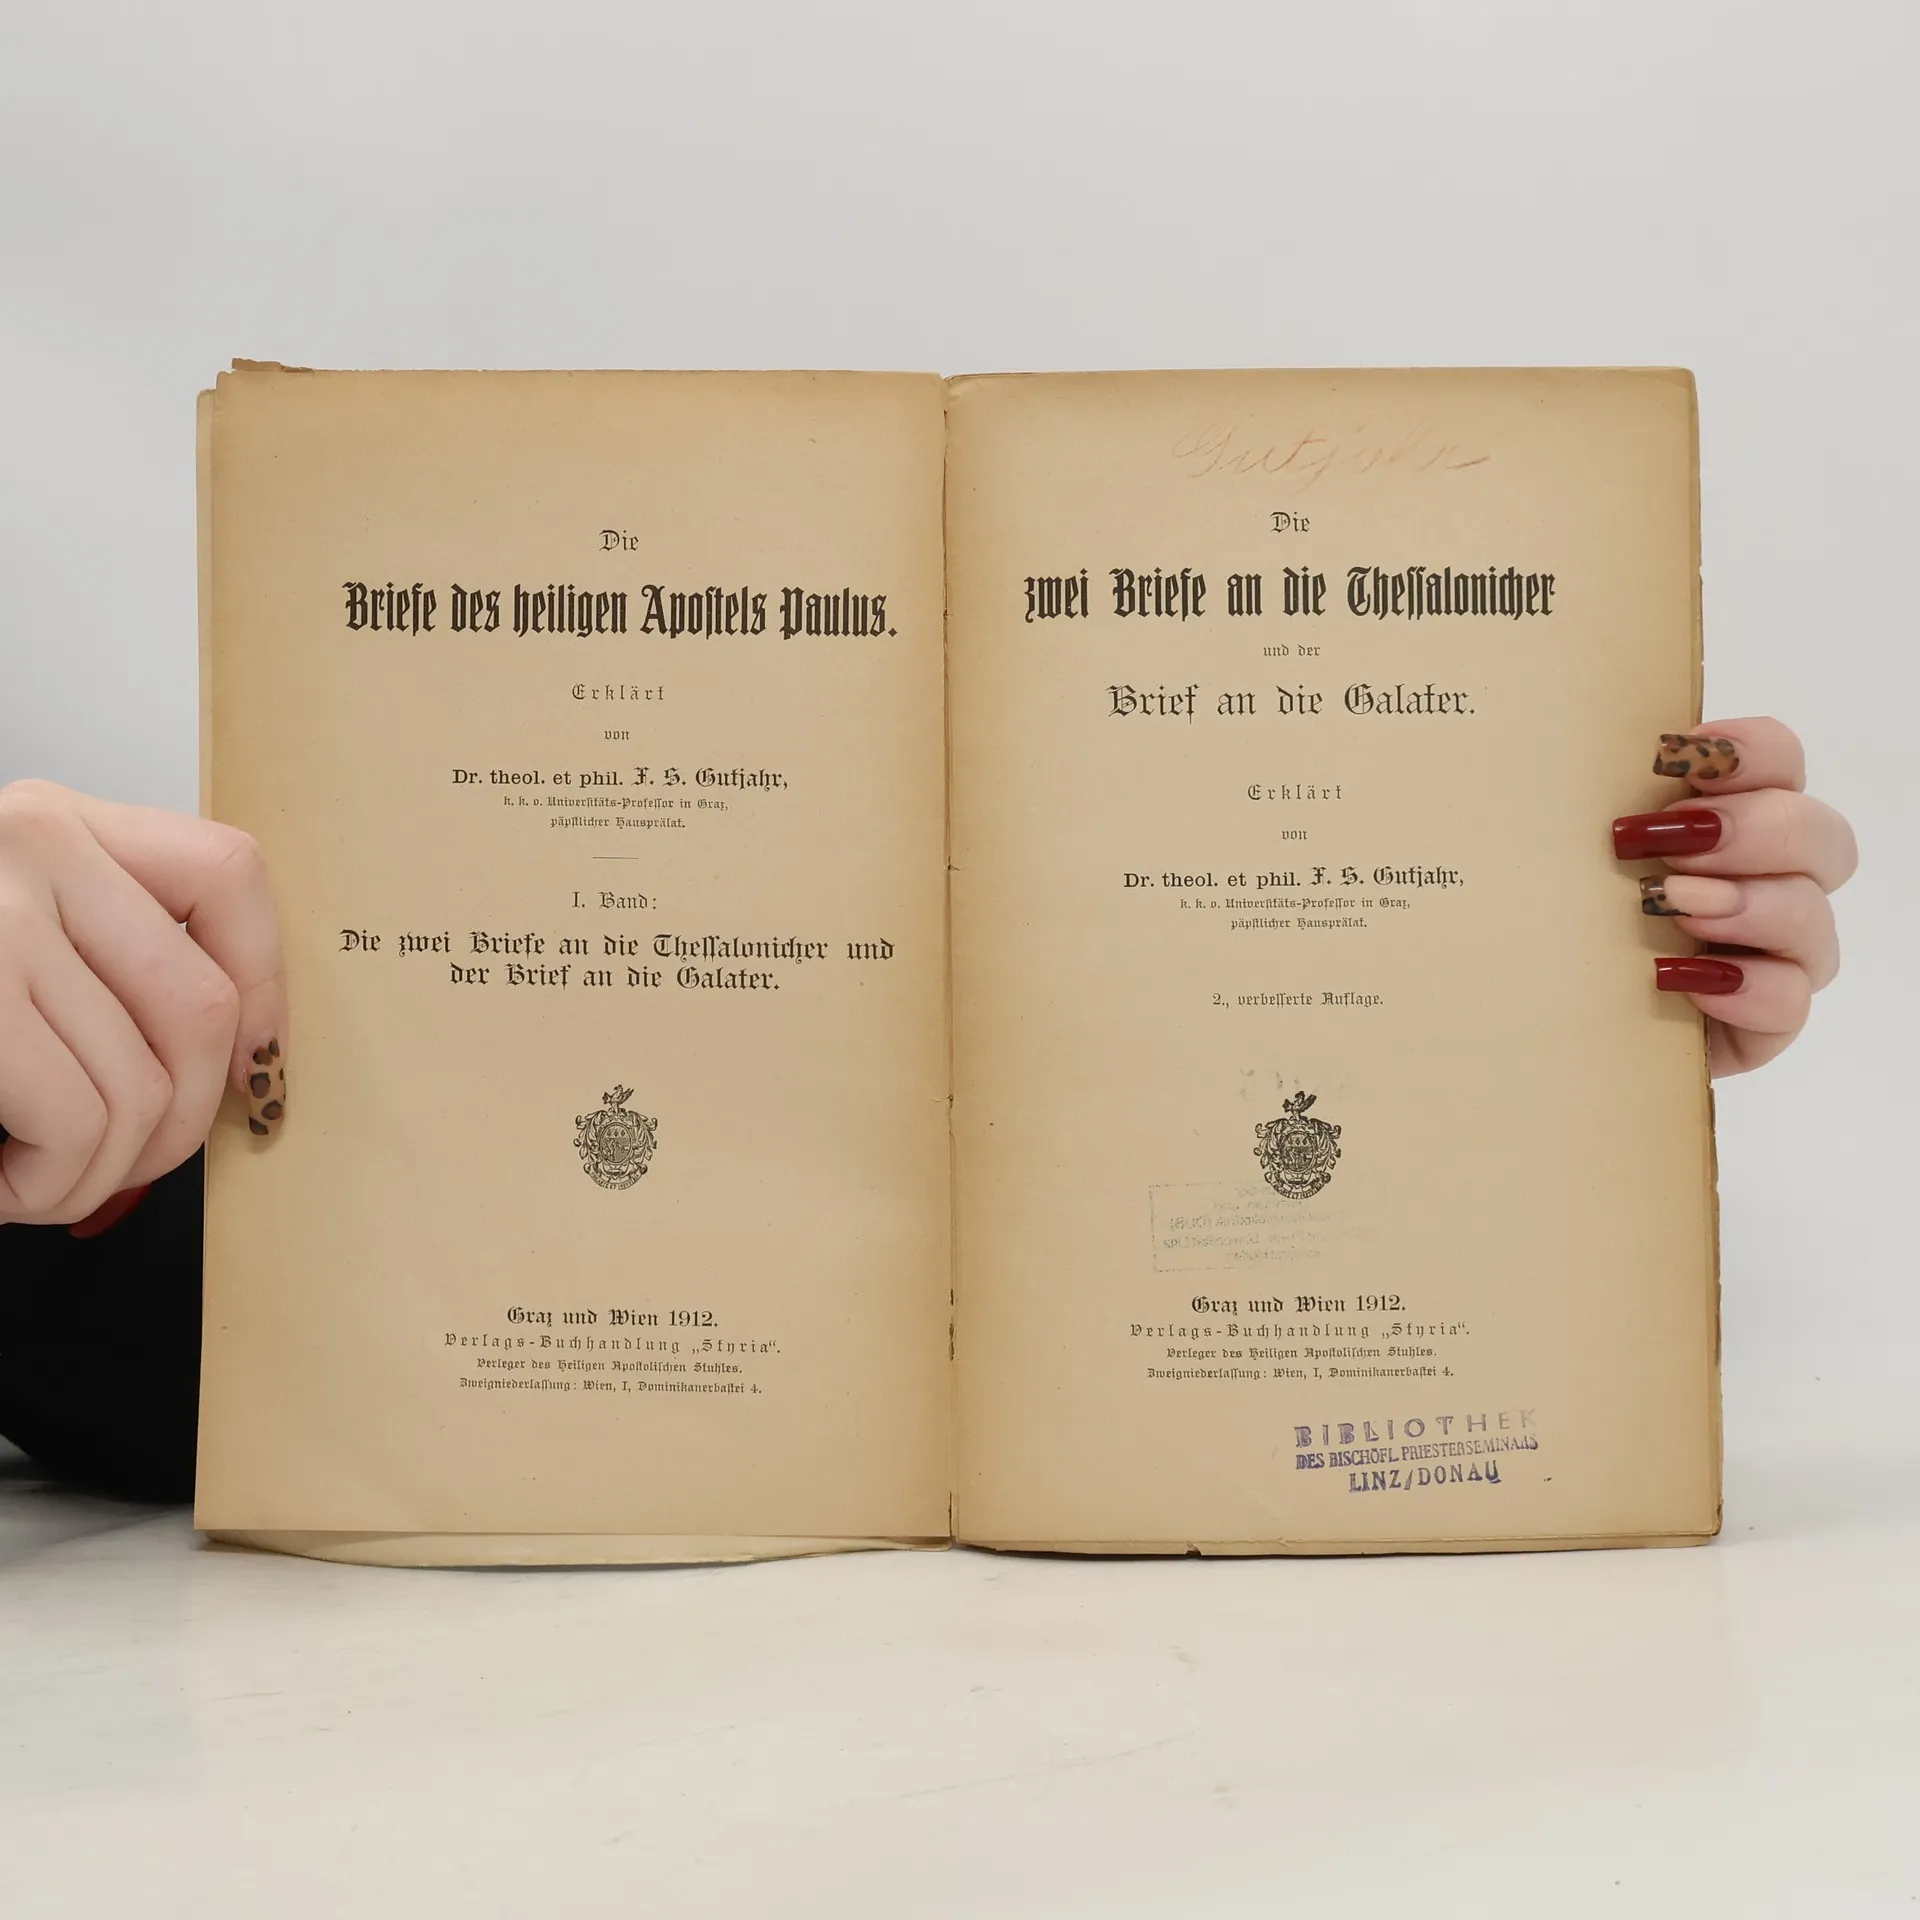 Die
Briefe des heiligen Apostels Paulus.
Erklärt
von
Dr. theol. et phil. F. S. Gutjahr,
k. k. o. Universitäts-Professor in Graz,
päpstlicher Hausprälat.
I. Band:
Die zwei Briefe an die Thessalonicher und
der Brief an die Galater.
Graz und Wien 1912.
Verlags-Buchhandlung „Styria“.
Verleger des Heiligen Apostolischen Stuhles.
Zweigniederlassung: Wien, I, Dominikanerbastei 4.
Gutjahr
Die
zwei Briefe an die Thessalonicher
und der
Brief an die Galater.
Erklärt
von
Dr. theol. et phil. F. S. Gutjahr,
k. k. o. Universitäts-Professor in Graz,
päpstlicher Hausprälat.
2., verbesserte Auflage.
Graz und Wien 1912.
Verlags-Buchhandlung „Styria“.
Verleger des Heiligen Apostolischen Stuhles.
Zweigniederlassung: Wien, I, Dominikanerbastei 4.
BIBLIOTHEK
DES BISCHÖFL. PRIESTERSEMINARS
LINZ/DONAU